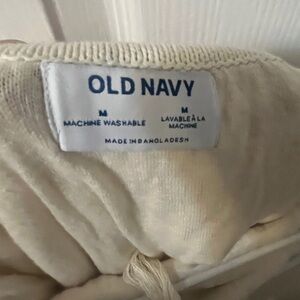 OLD NAVY
M M
MACHINE WASHABLE LAVABLE À LA
MACHINE
MADE IN BANGLADESH